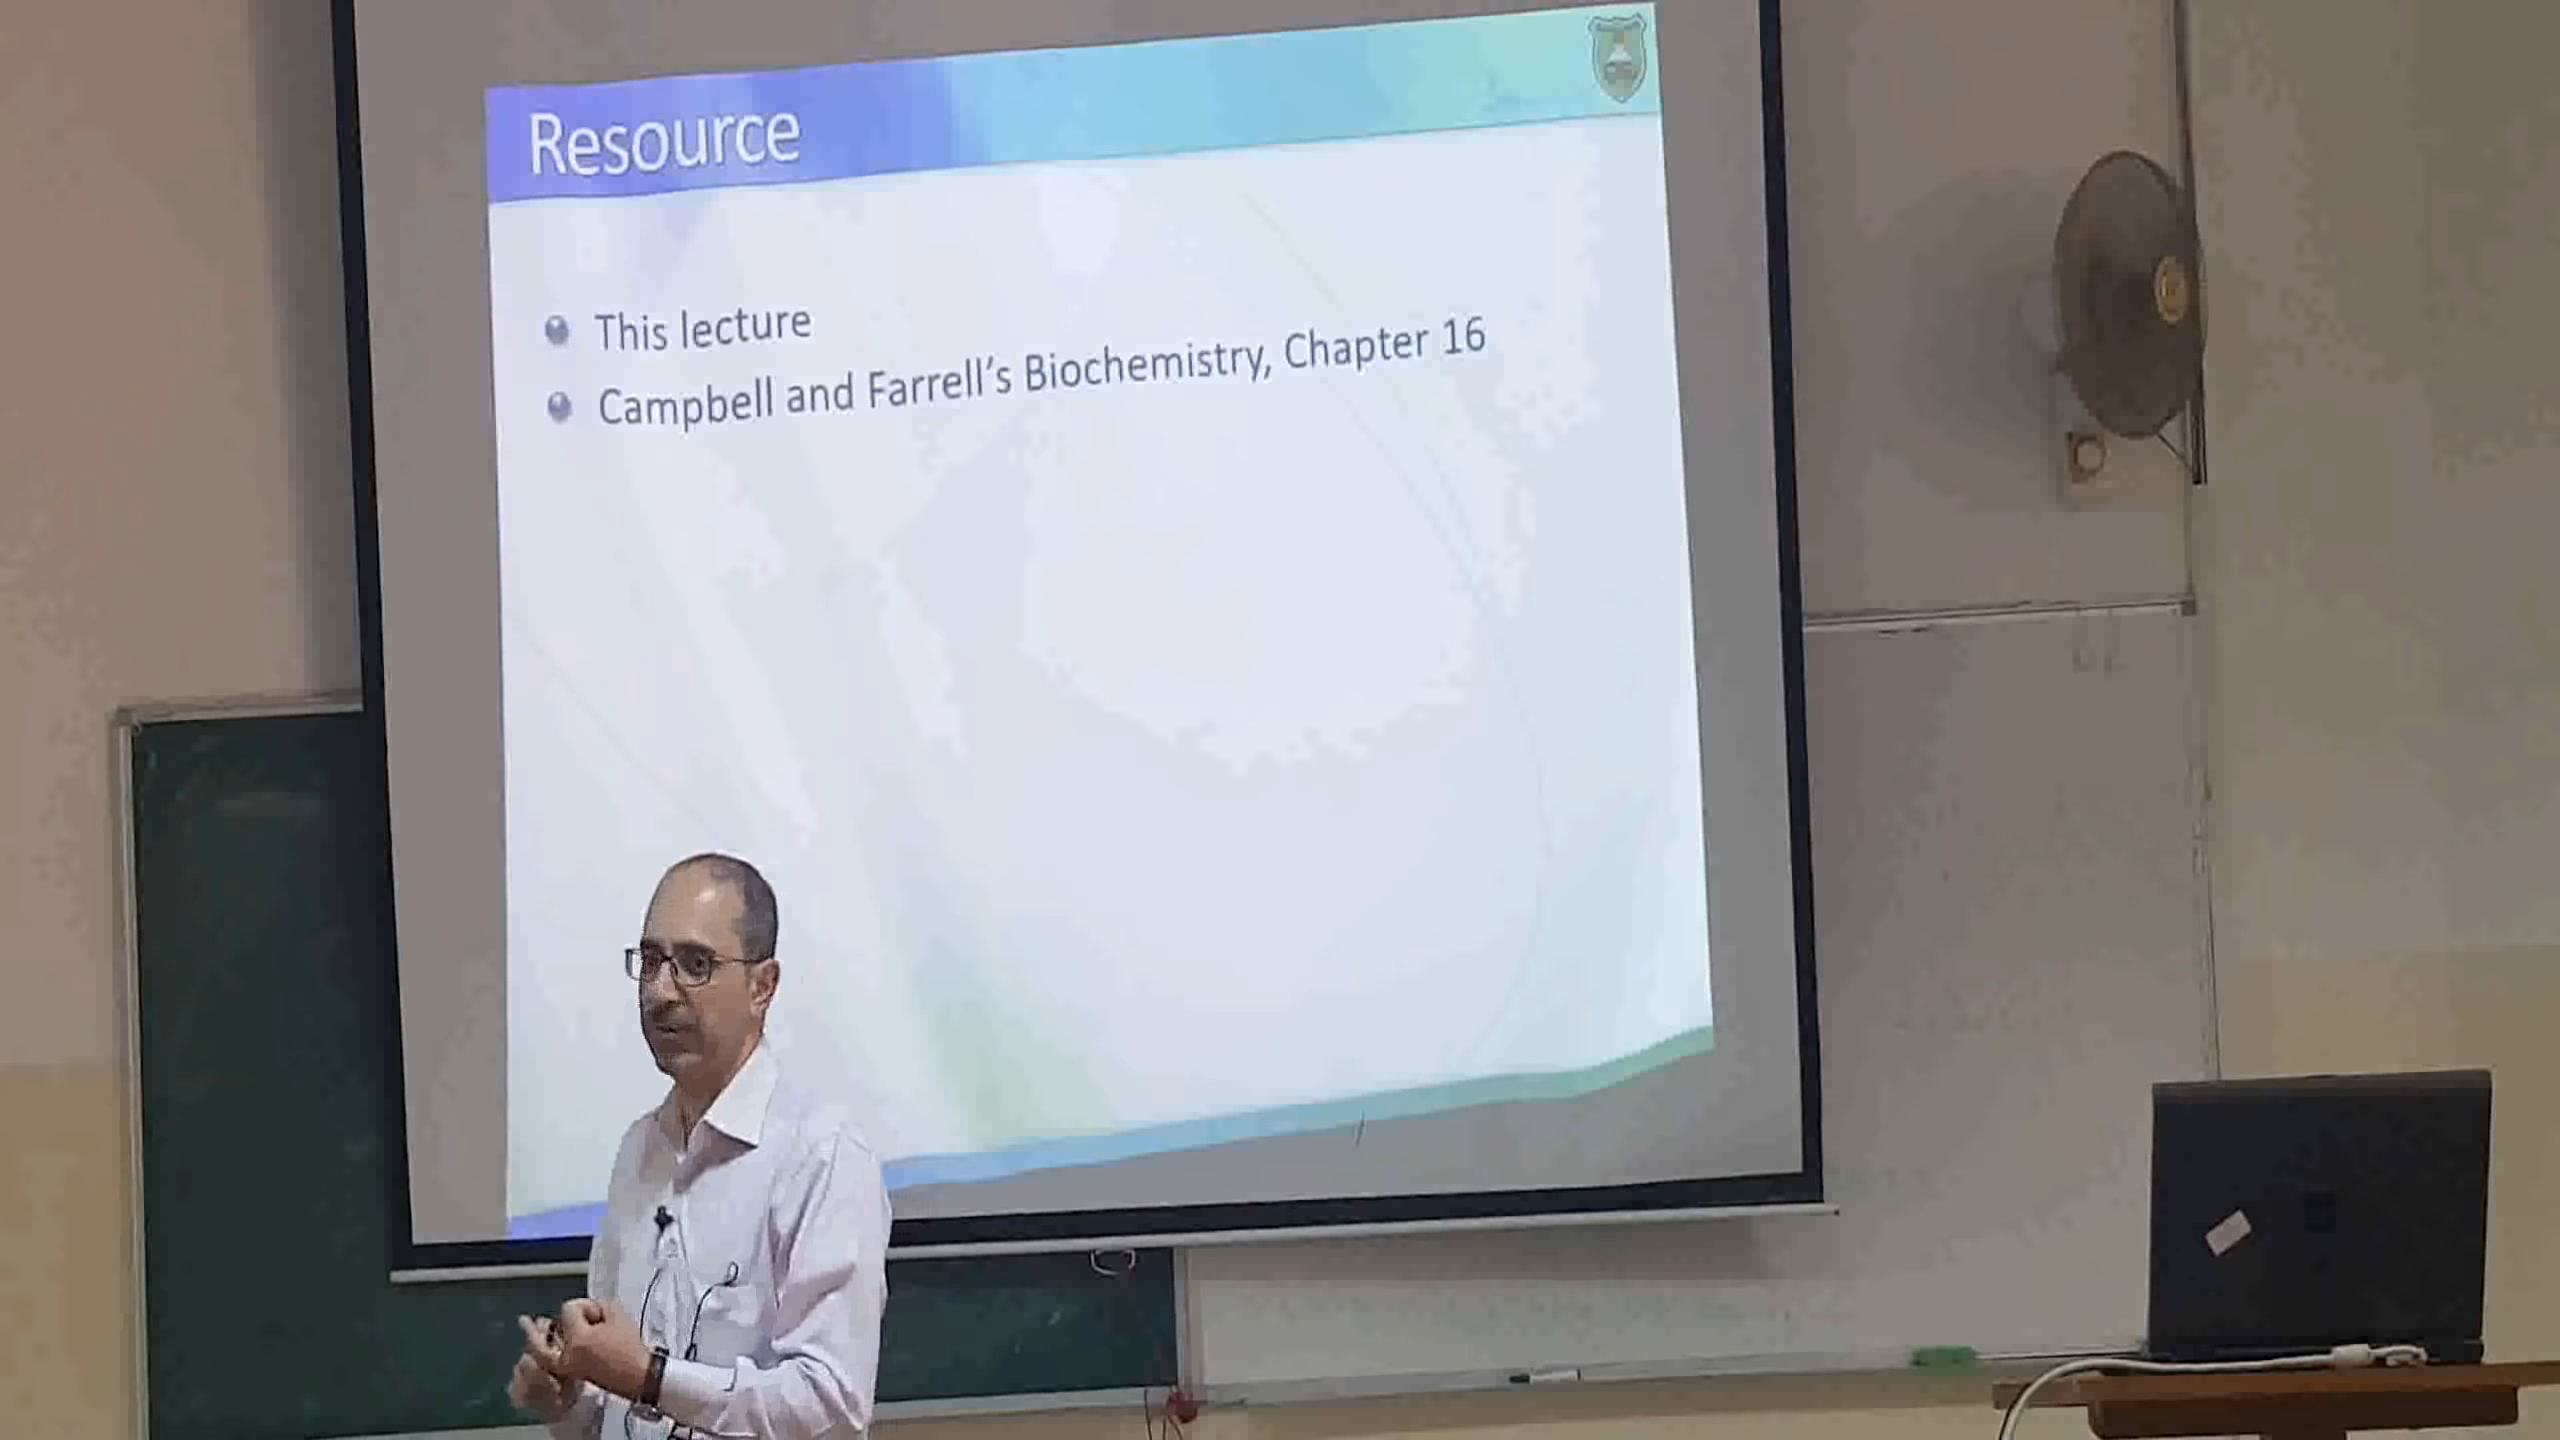 Resource
This lecture
Campbell and Farrell's Biochemistry, Chapter 16